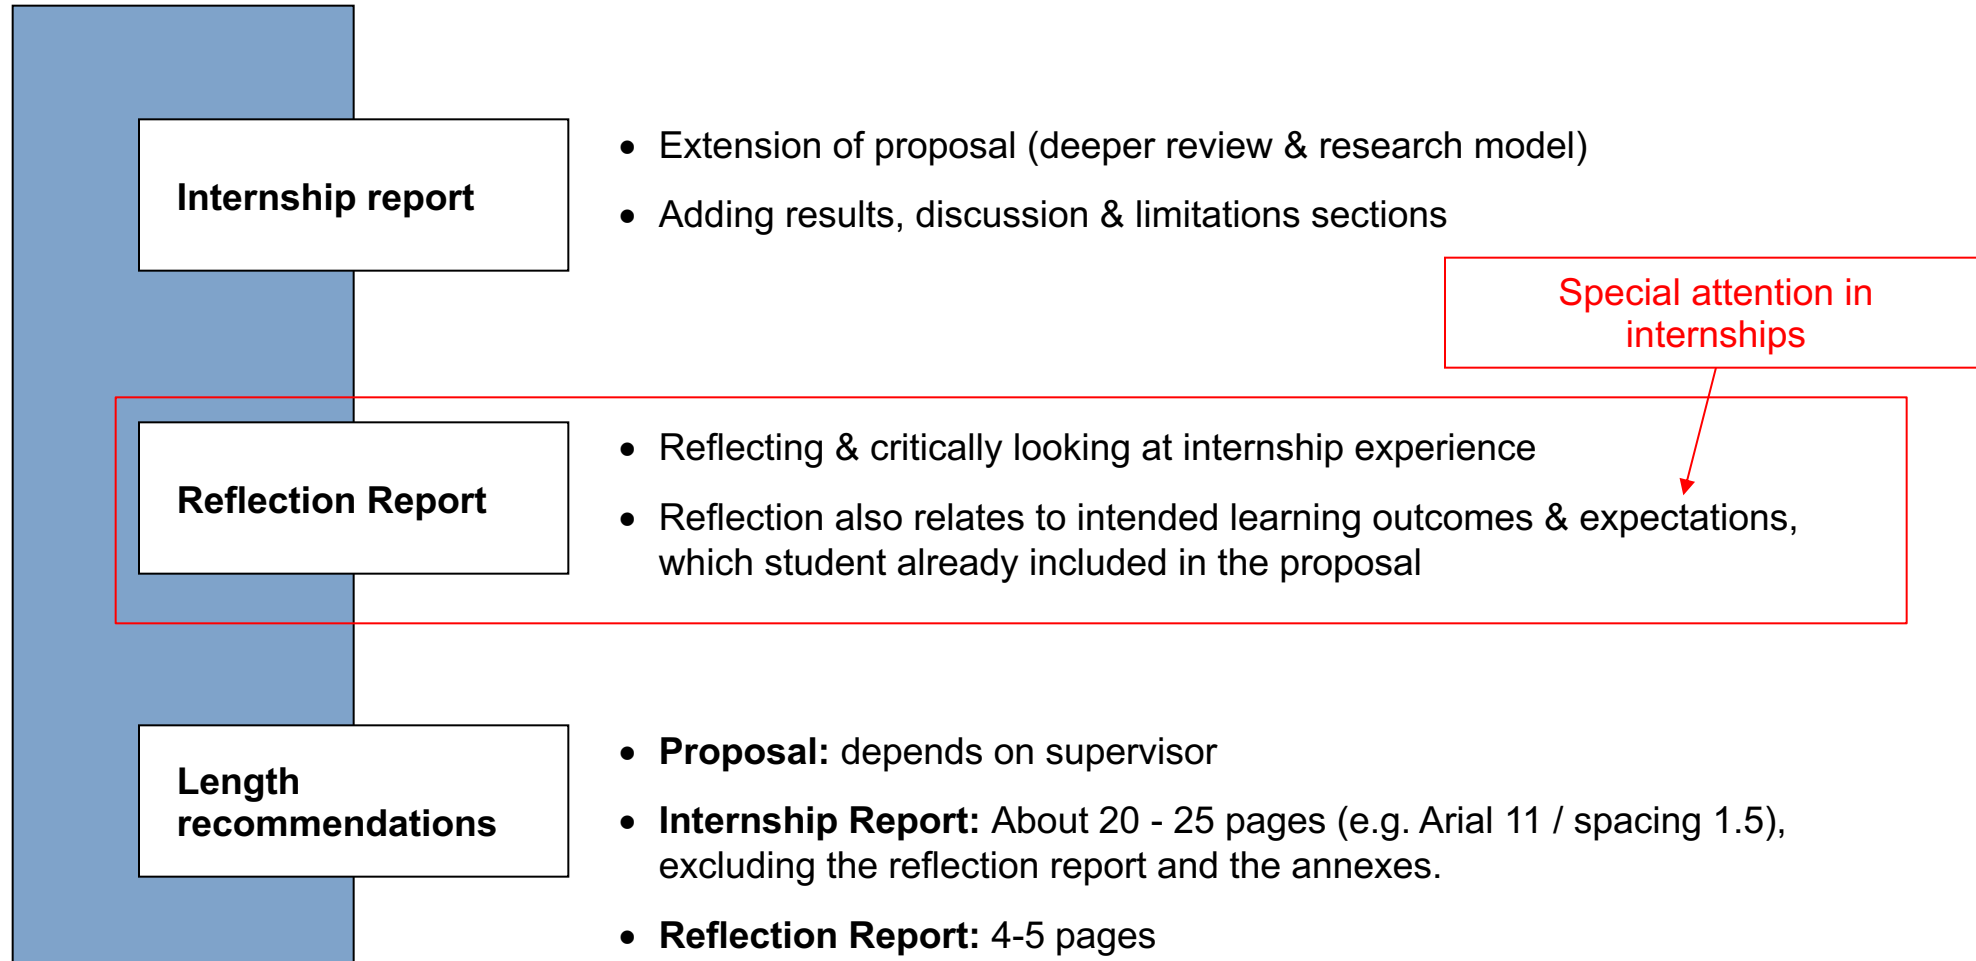 Internship report
• Extension of proposal (deeper review & research model)
• Adding results, discussion & limitations sections
Special attention in
internships
Reflection Report
• Reflecting & critically looking at internship experience
• Reflection also relates to intended learning outcomes & expectations,
which student already included in the proposal
Length
recommendations
• Proposal: depends on supervisor
• Internship Report: About 20 - 25 pages (e.g. Arial 11 / spacing 1.5),
excluding the reflection report and the annexes.
• Reflection Report: 4-5 pages